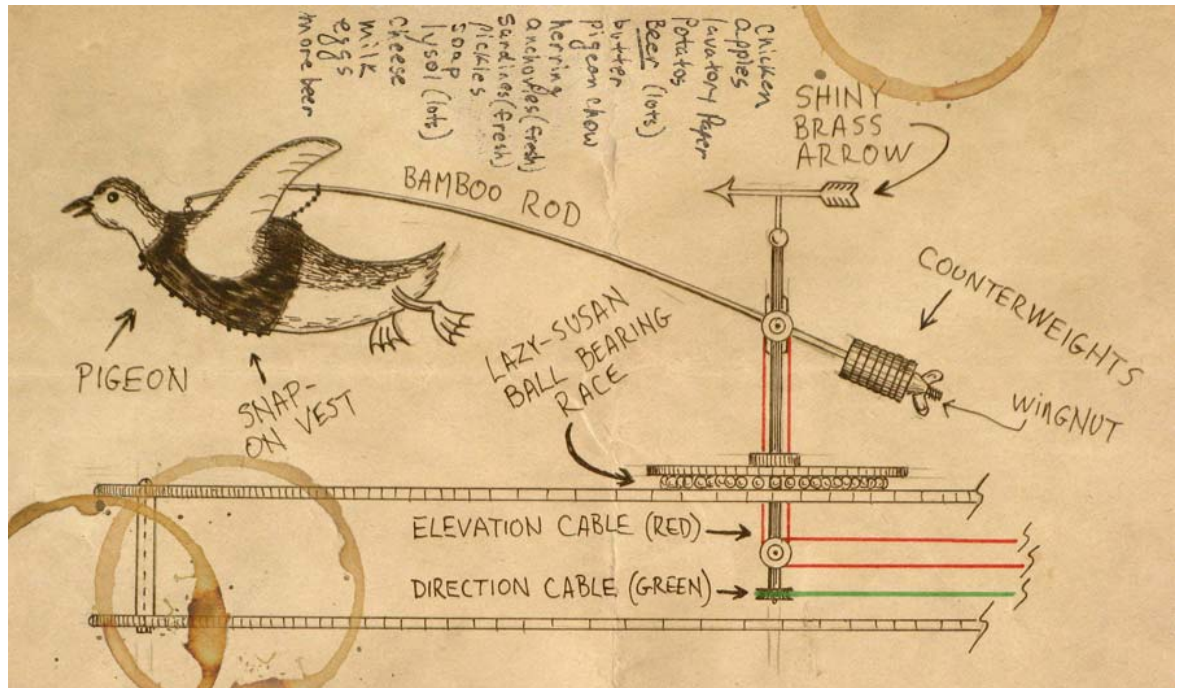 Chicken
apples
lavatory Paper
Potatos
Beer (lots)
butter
pigeon chow
herring
anchovies (fresh)
sardines (fresh)
pickles
soap
lysol (lots)
cheese
milk
eggs
more beer
SHINY
BRASS
ARROW
BAMBOO ROD
COUNTERWEIGHTS
WINGNUT
LAZY-SUSAN
BALL BEARING
RACE
PIGEON
SNAP-
ON VEST
ELEVATION CABLE (RED)
DIRECTION CABLE (GREEN)